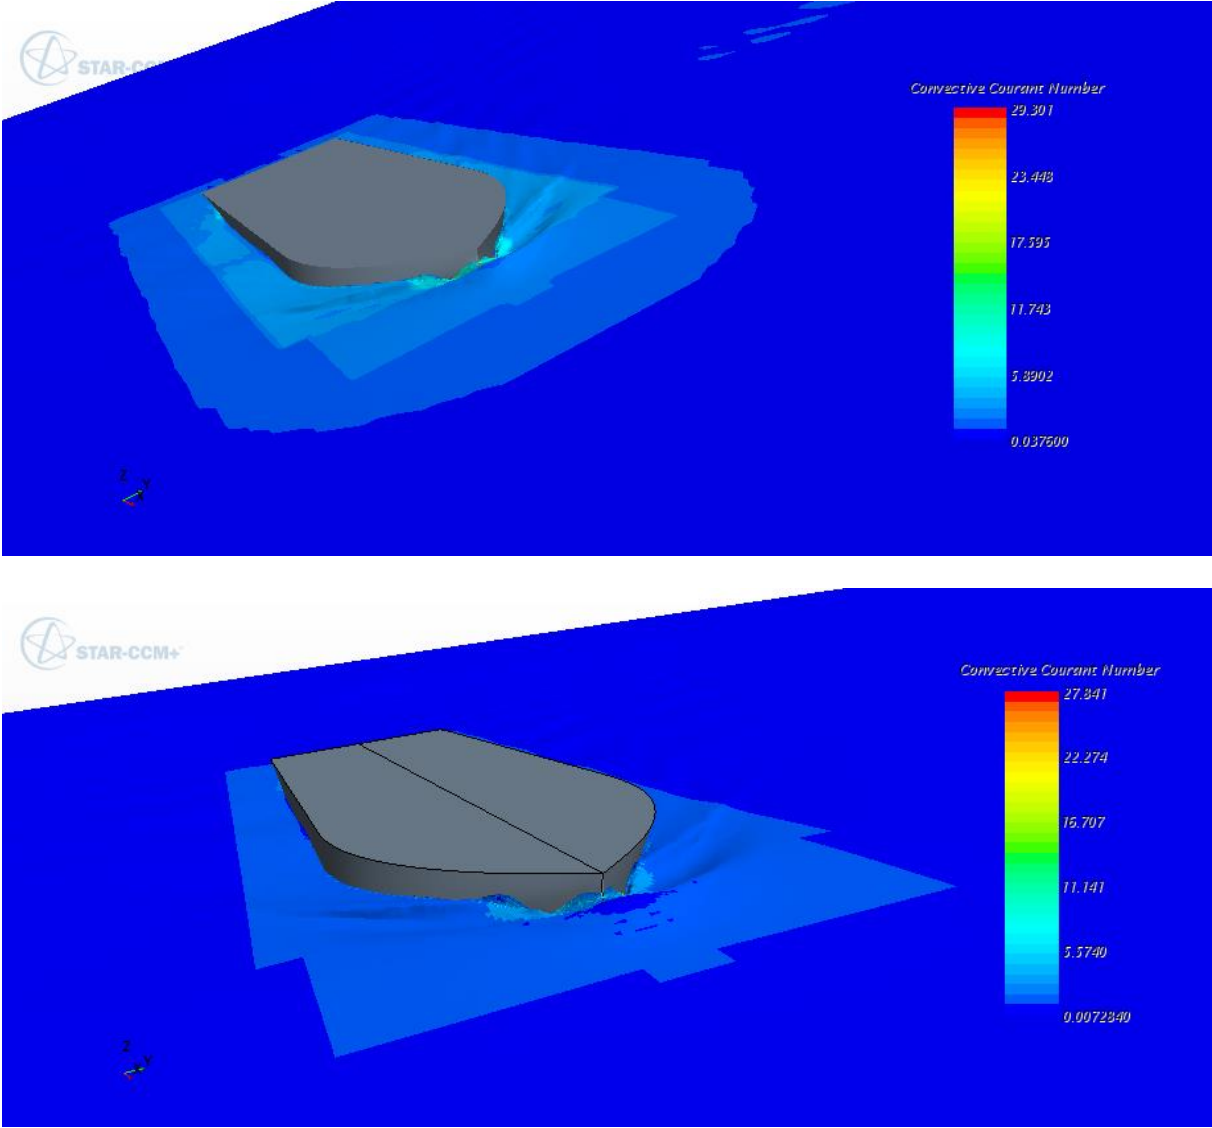 STAR-CC
Convective Courant Number
29.301
23.448
17.595
11.743
5.8902
0.037600
Z
Y
X
STAR-CCM+
Convective Courant Number
27.841
22.274
16.707
11.141
5.5740
0.0072840
Z
Y